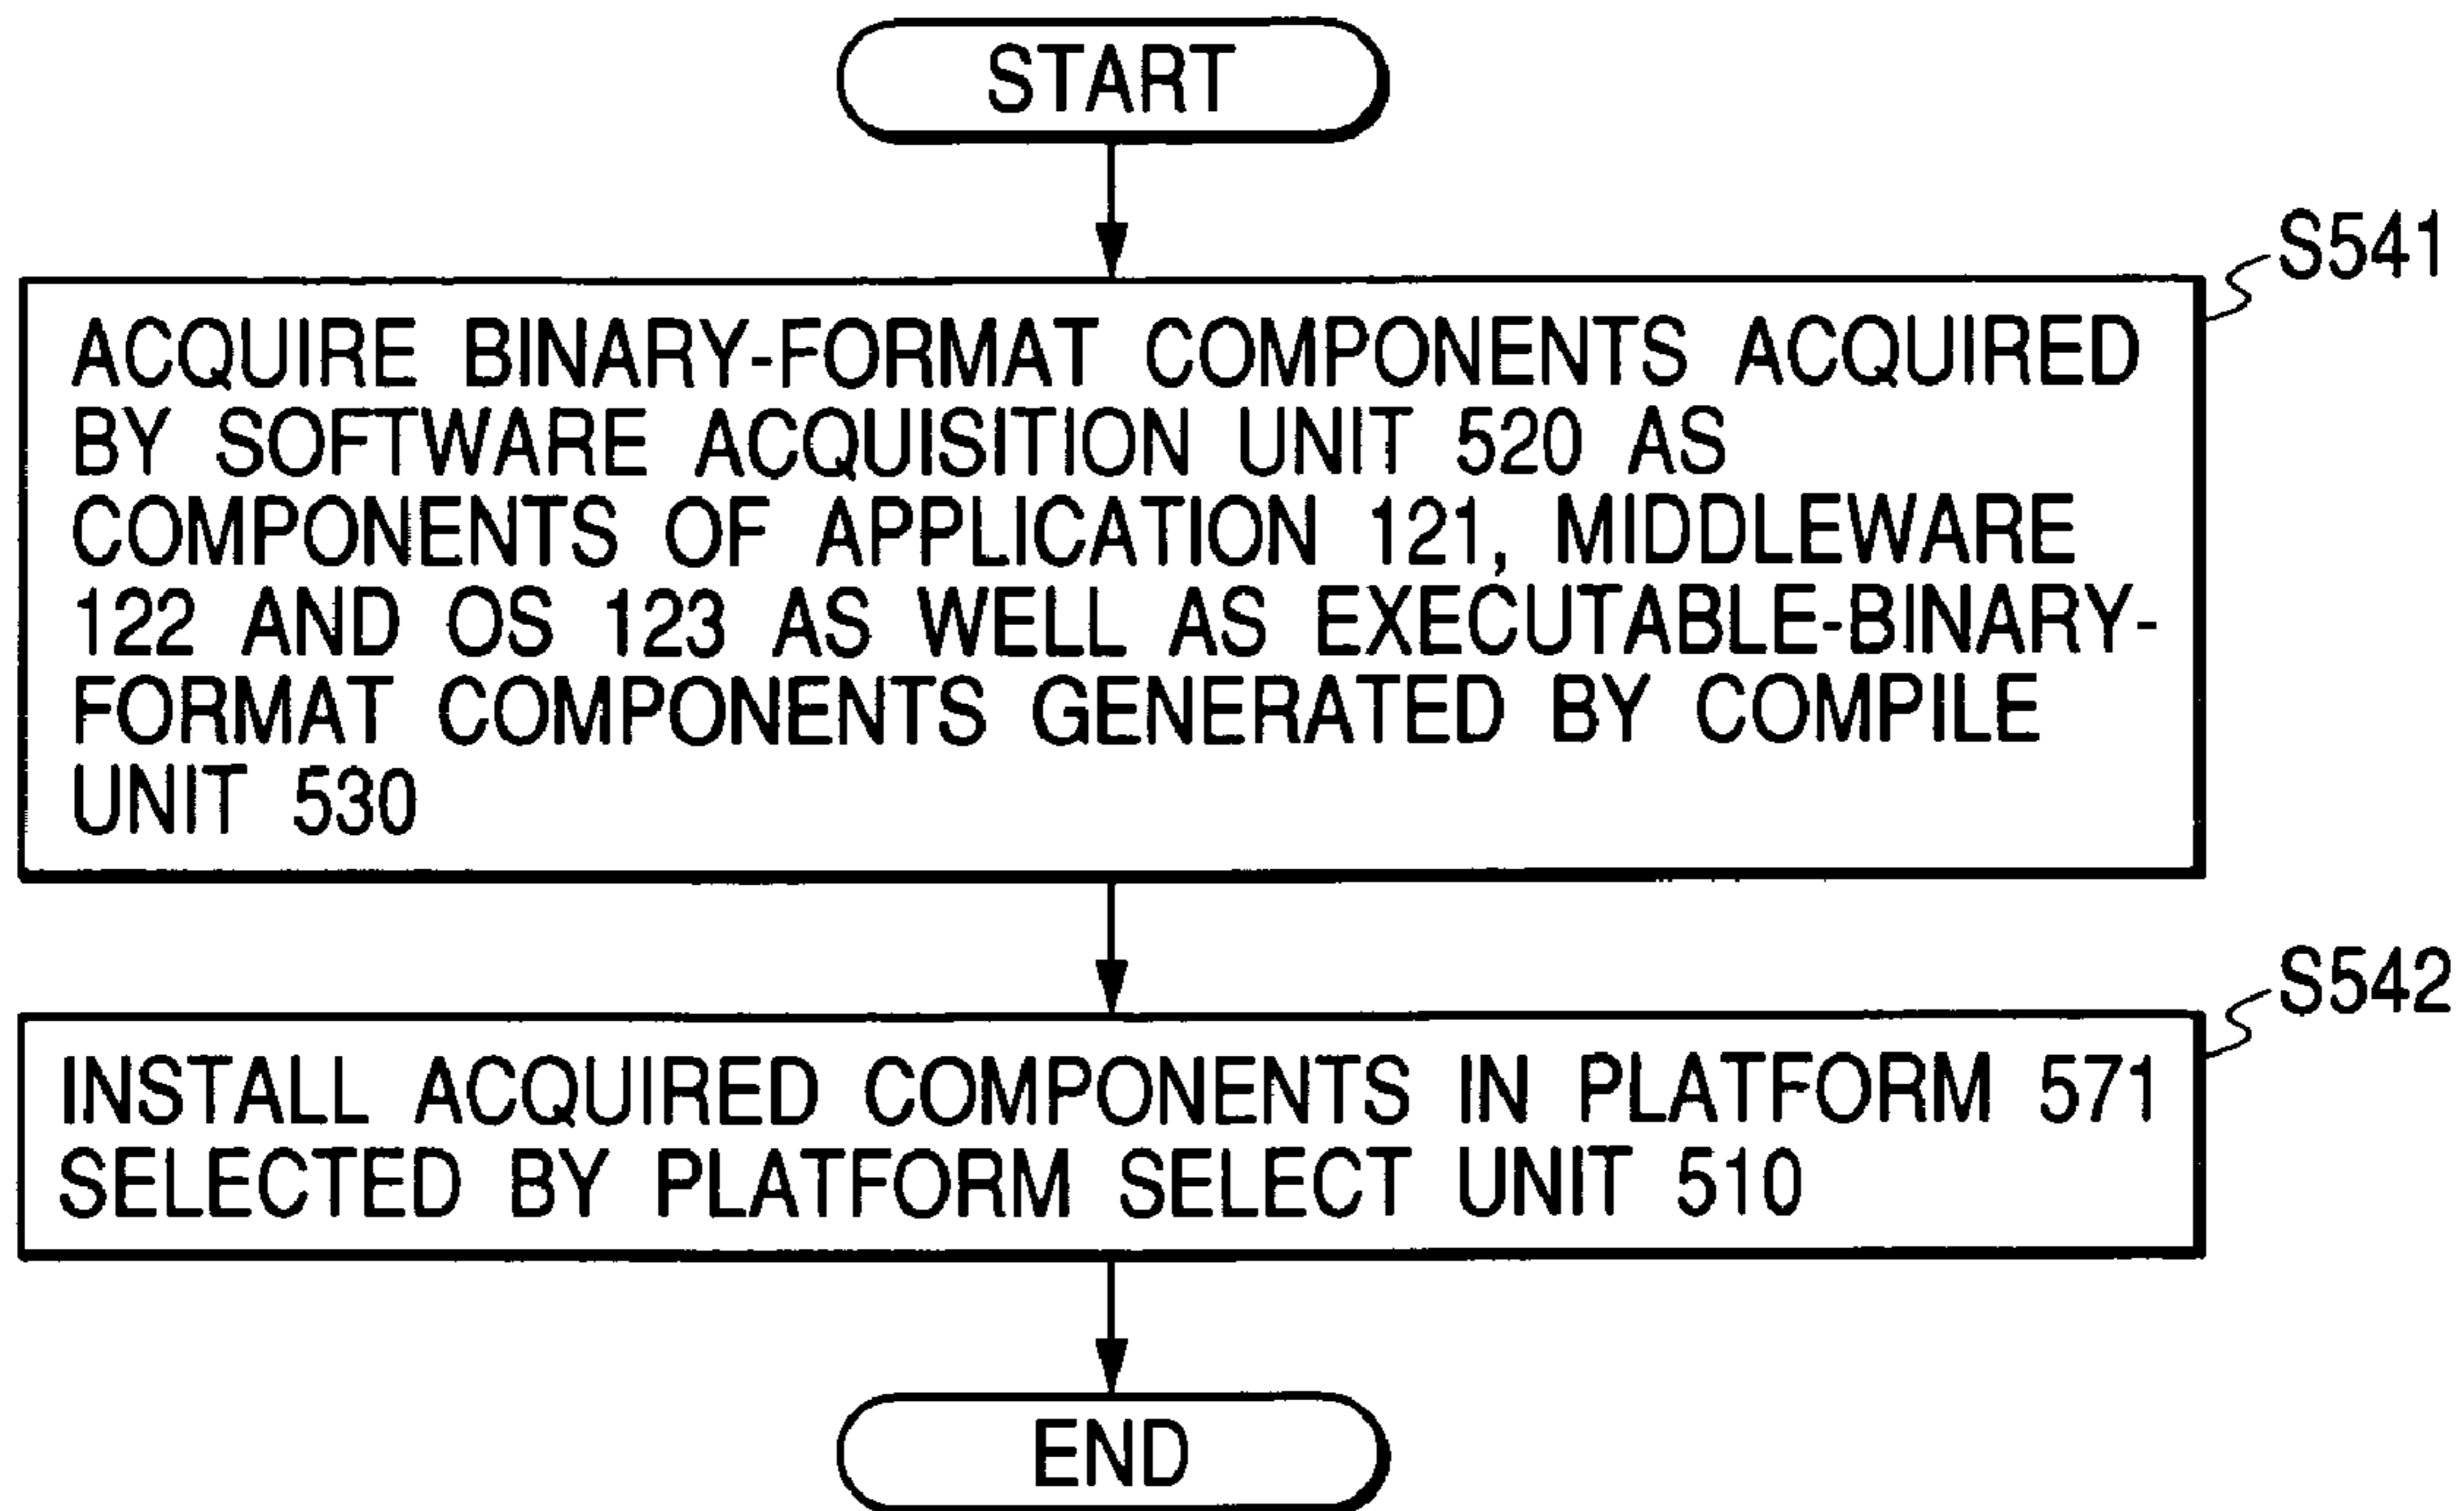 START
S541
ACQUIRE BINARY-FORMAT COMPONENTS ACQUIRED
BY SOFTWARE ACQUISITION UNIT 520 AS
COMPONENTS OF APPLICATION 121, MIDDLEWARE
122 AND OS 123 AS WELL AS EXECUTABLE-BINARY-
FORMAT COMPONENTS GENERATED BY COMPILE
UNIT 530
S542
INSTALL ACQUIRED COMPONENTS IN PLATFORM 571
SELECTED BY PLATFORM SELECT UNIT 510
END